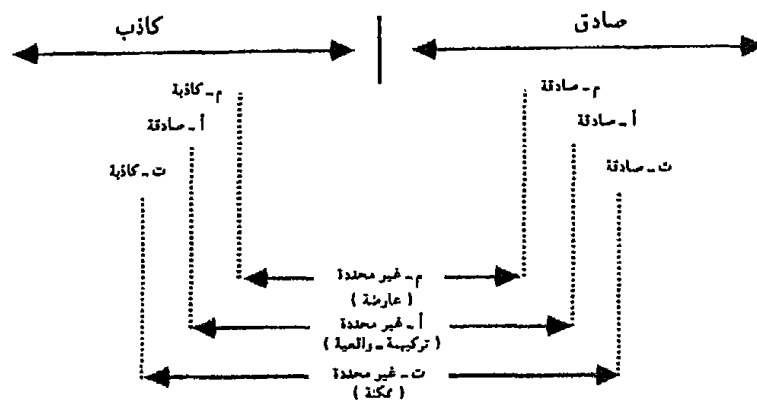 صادق
كاذب
م ـ صادقة
م ـ كاذبة
أ ـ صادقة
أ ـ صادقة
ت ـ صادقة
ت ـ كاذبة
م ـ غير محددة
( عارضة )
أ ـ غير محددة
( تركيبية ـ واقعية )
ت ـ غير محددة
( ممكنة )